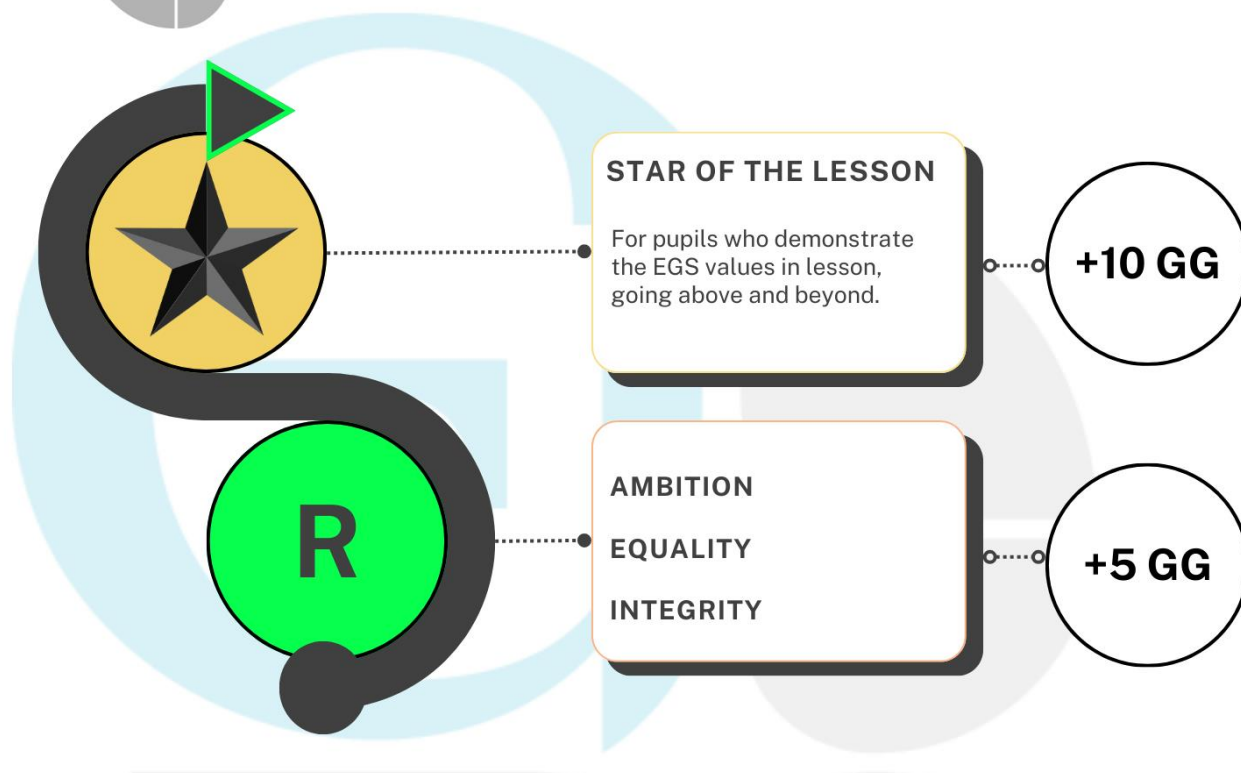 STAR OF THE LESSON
For pupils who demonstrate
the EGS values in lesson,
going above and beyond.
+10 GG
R
AMBITION
EQUALITY
INTEGRITY
+5 GG